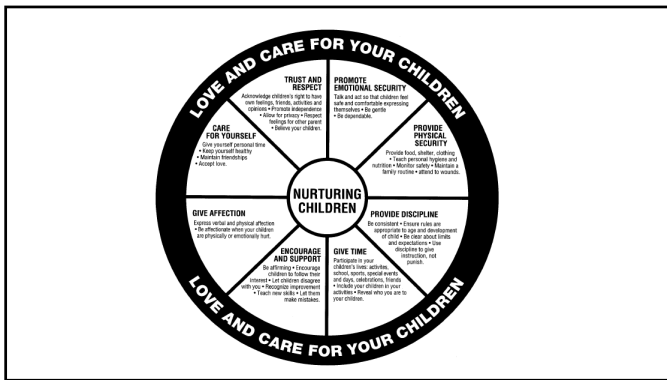 LOVE AND CARE FOR YOUR CHILDREN
TRUST AND
RESPECT
Acknowledge children's right to have
own feelings, friends, activities and
opinions • Promote independence
• Allow for privacy • Respect
feelings for other parent
• Believe your children.
PROMOTE
EMOTIONAL SECURITY
Talk and act so that children feel
safe and comfortable expressing
themselves • Be gentle
• Be dependable.
CARE
FOR YOURSELF
Give yourself personal time
• Keep yourself healthy
• Maintain friendships
• Accept love.
PROVIDE
PHYSICAL
SECURITY
Provide food, shelter, clothing
• Teach personal hygiene and
nutrition • Monitor safety • Maintain a
family routine • attend to wounds.
NURTURING
CHILDREN
GIVE AFFECTION
Express verbal and physical affection
• Be affectionate when your children
are physically or emotionally hurt.
PROVIDE DISCIPLINE
Be consistent • Ensure rules are
appropriate to age and development
of child • Be clear about limits
and expectations • Use
discipline to give
instruction, not
punish.
ENCOURAGE
AND SUPPORT
Be affirming • Encourage
children to follow their
interest • Let children disagree
with you • Recognize improvement
• Teach new skills • Let them
make mistakes.
GIVE TIME
Participate in your
children's lives: activites,
school, sports, special events
and days, celebrations, friends
• Include your children in your
activities • Reveal who you are to
your children.
LOVE AND CARE FOR YOUR CHILDREN